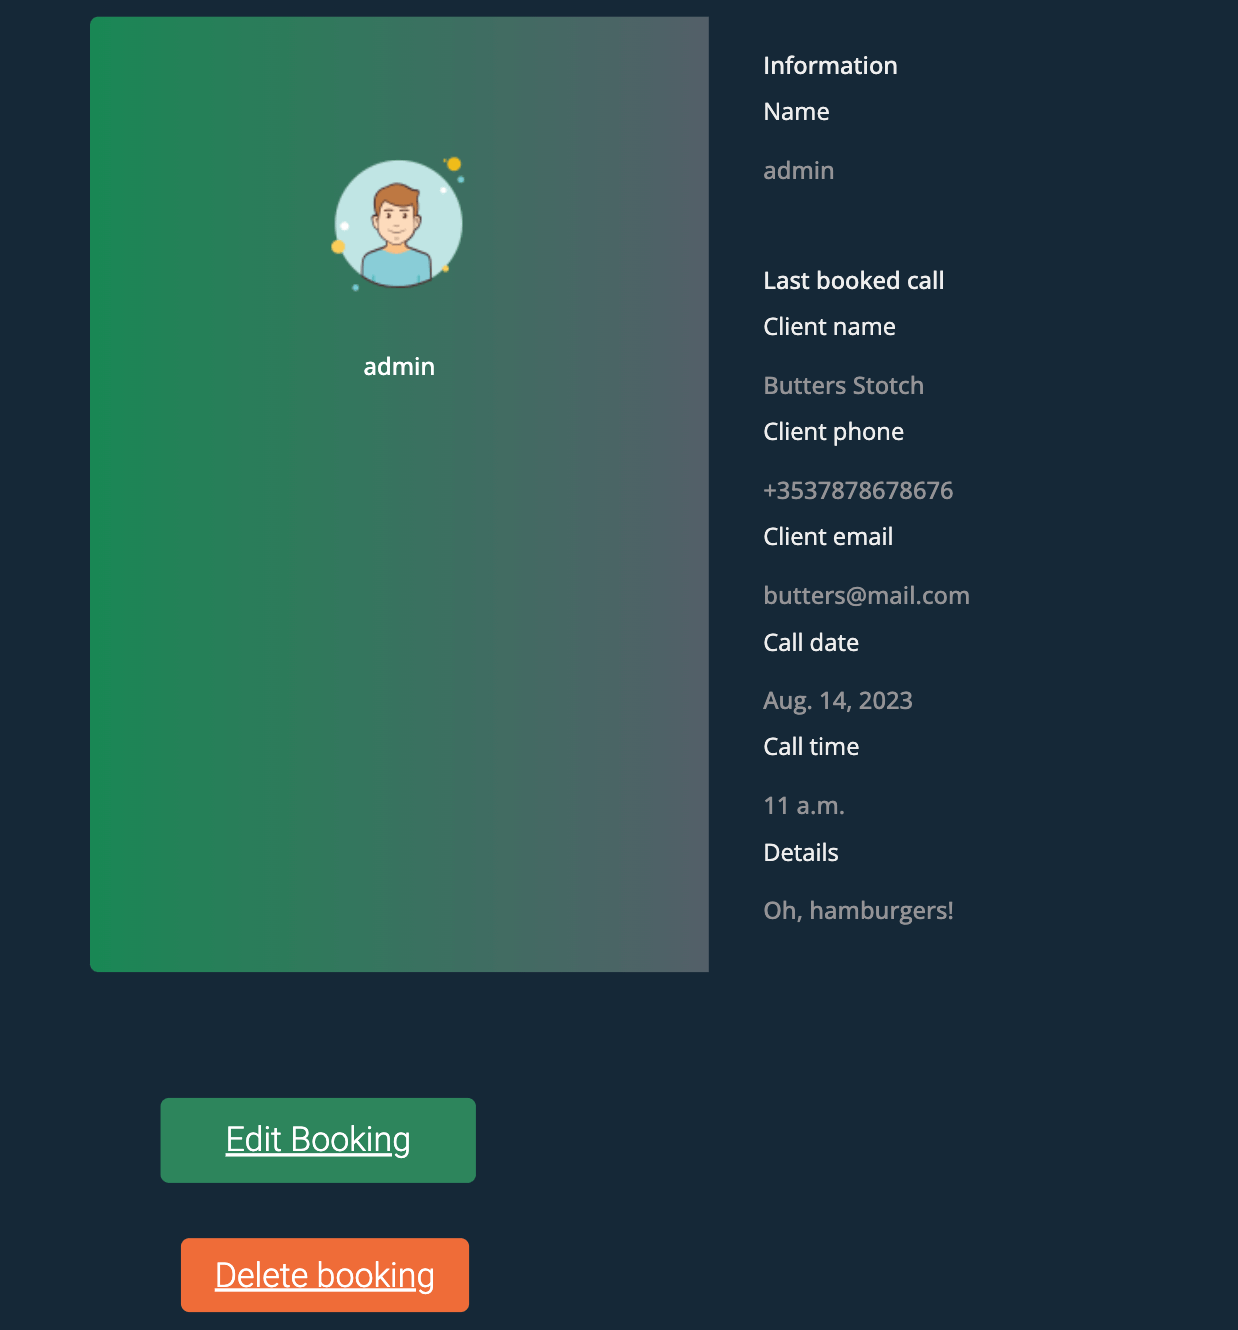 admin
Information
Name
admin
Last booked call
Client name
Butters Stotch
Client phone
+3537878678676
Client email
butters@mail.com
Call date
Aug. 14, 2023
Call time
11 a.m.
Details
Oh, hamburgers!
Edit Booking
Delete booking